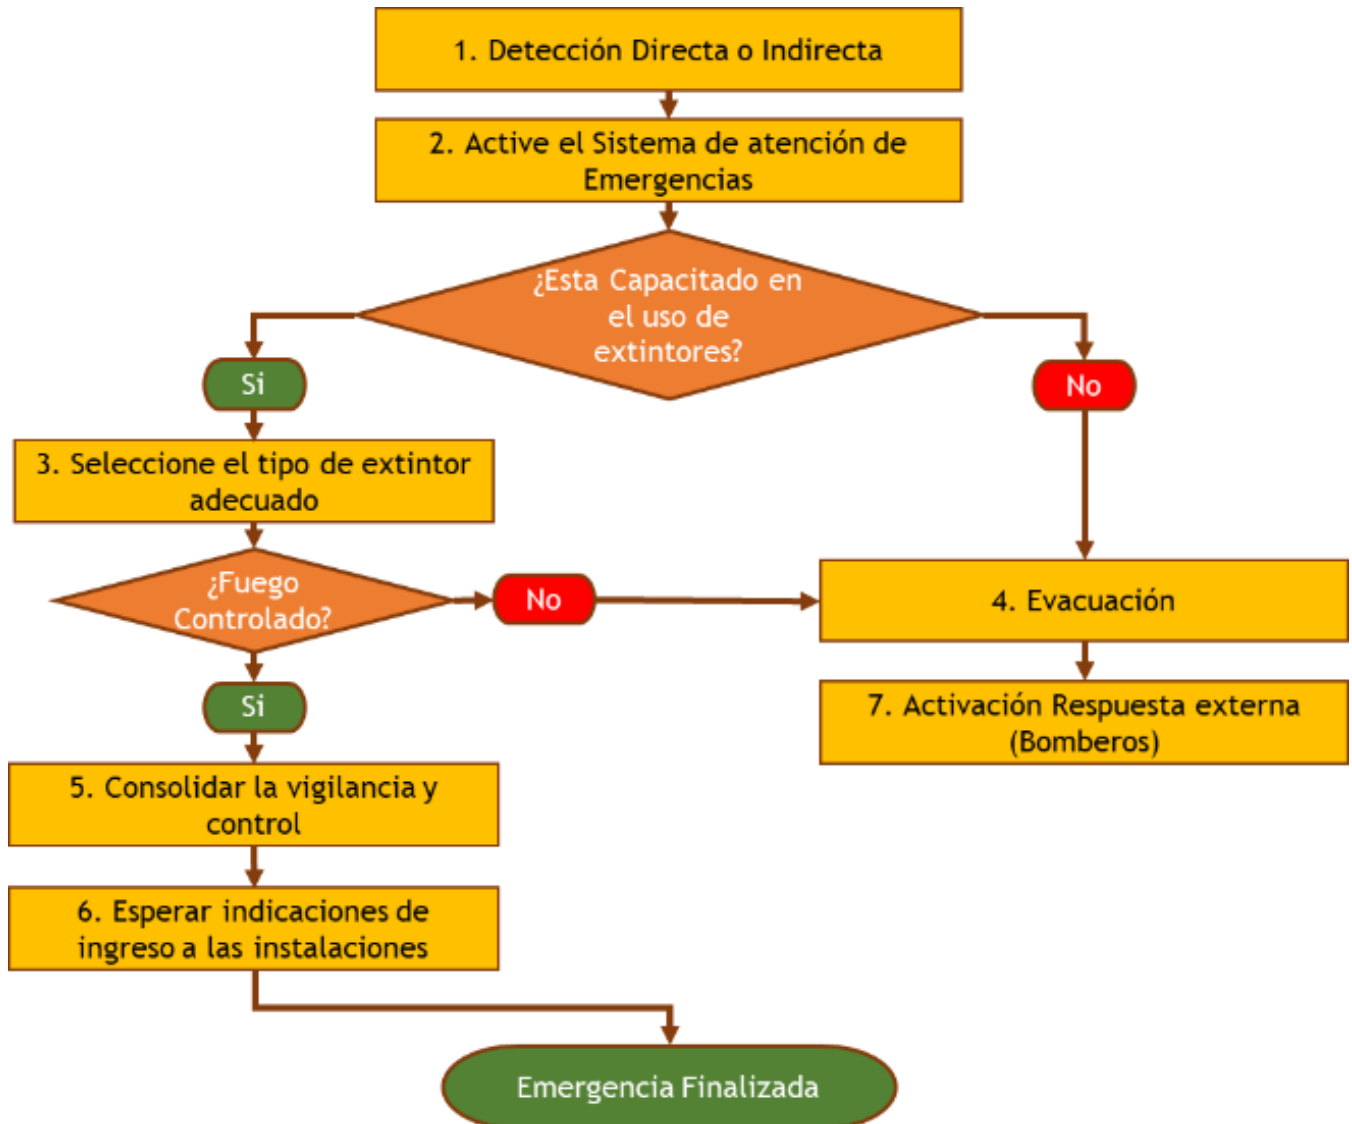 1. Detección Directa o Indirecta
2. Active el Sistema de atención de
Emergencias
¿Esta Capacitado en
el uso de
extintores?
Si
No
3. Seleccione el tipo de extintor
adecuado
¿Fuego
Controlado?
No
4. Evacuación
Si
7. Activación Respuesta externa
(Bomberos)
5. Consolidar la vigilancia y
control
6. Esperar indicaciones de
ingreso a las instalaciones
Emergencia Finalizada